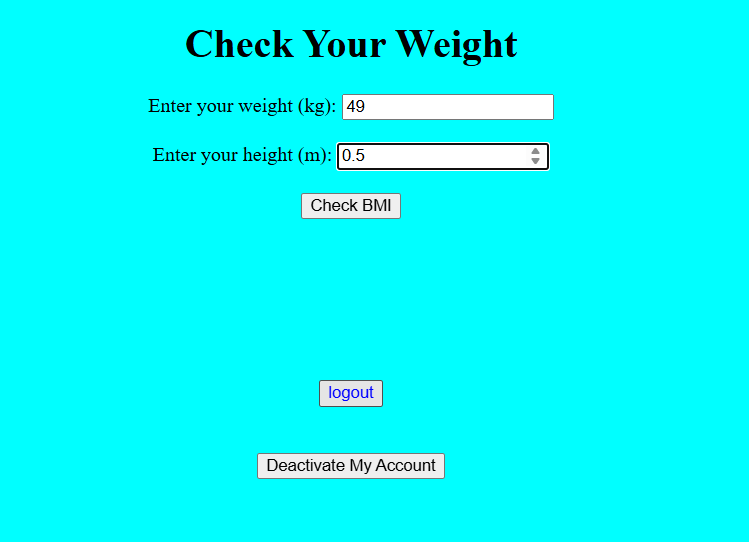 Check Your Weight
Enter your weight (kg): 49
Enter your height (m): 0.5
Check BMI
logout
Deactivate My Account